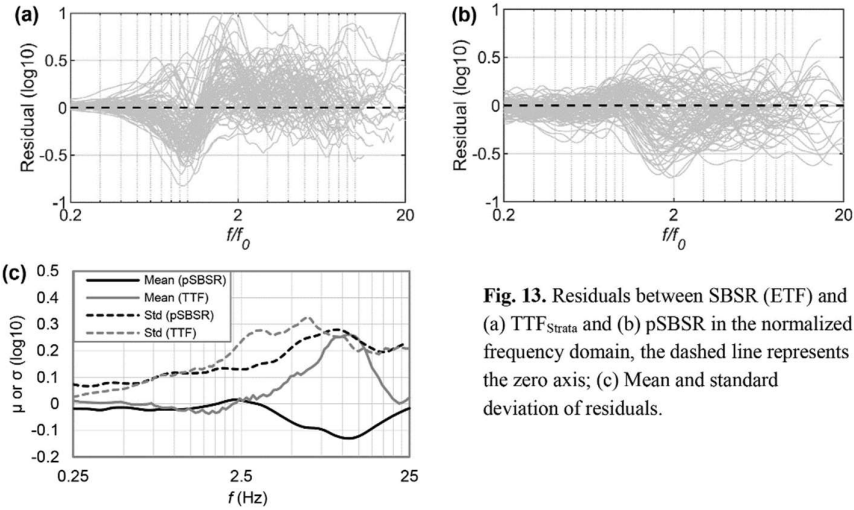 (a)
1
0.5
0
-0.5
-1
Residual (log10)
0.2
2
20
f/f0
(b)
1
0.5
0
-0.5
-1
Residual (log10)
0.2
2
20
f/f0
(c)
0.5
0.4
0.3
0.2
0.1
0
-0.1
-0.2
μ or σ (log10)
Mean (pSBSR)
Mean (TTF)
Std (pSBSR)
Std (TTF)
0.25
2.5
25
f (Hz)
Fig. 13. Residuals between SBSR (ETF) and
(a) TTFStrata and (b) pSBSR in the normalized
frequency domain, the dashed line represents
the zero axis; (c) Mean and standard
deviation of residuals.